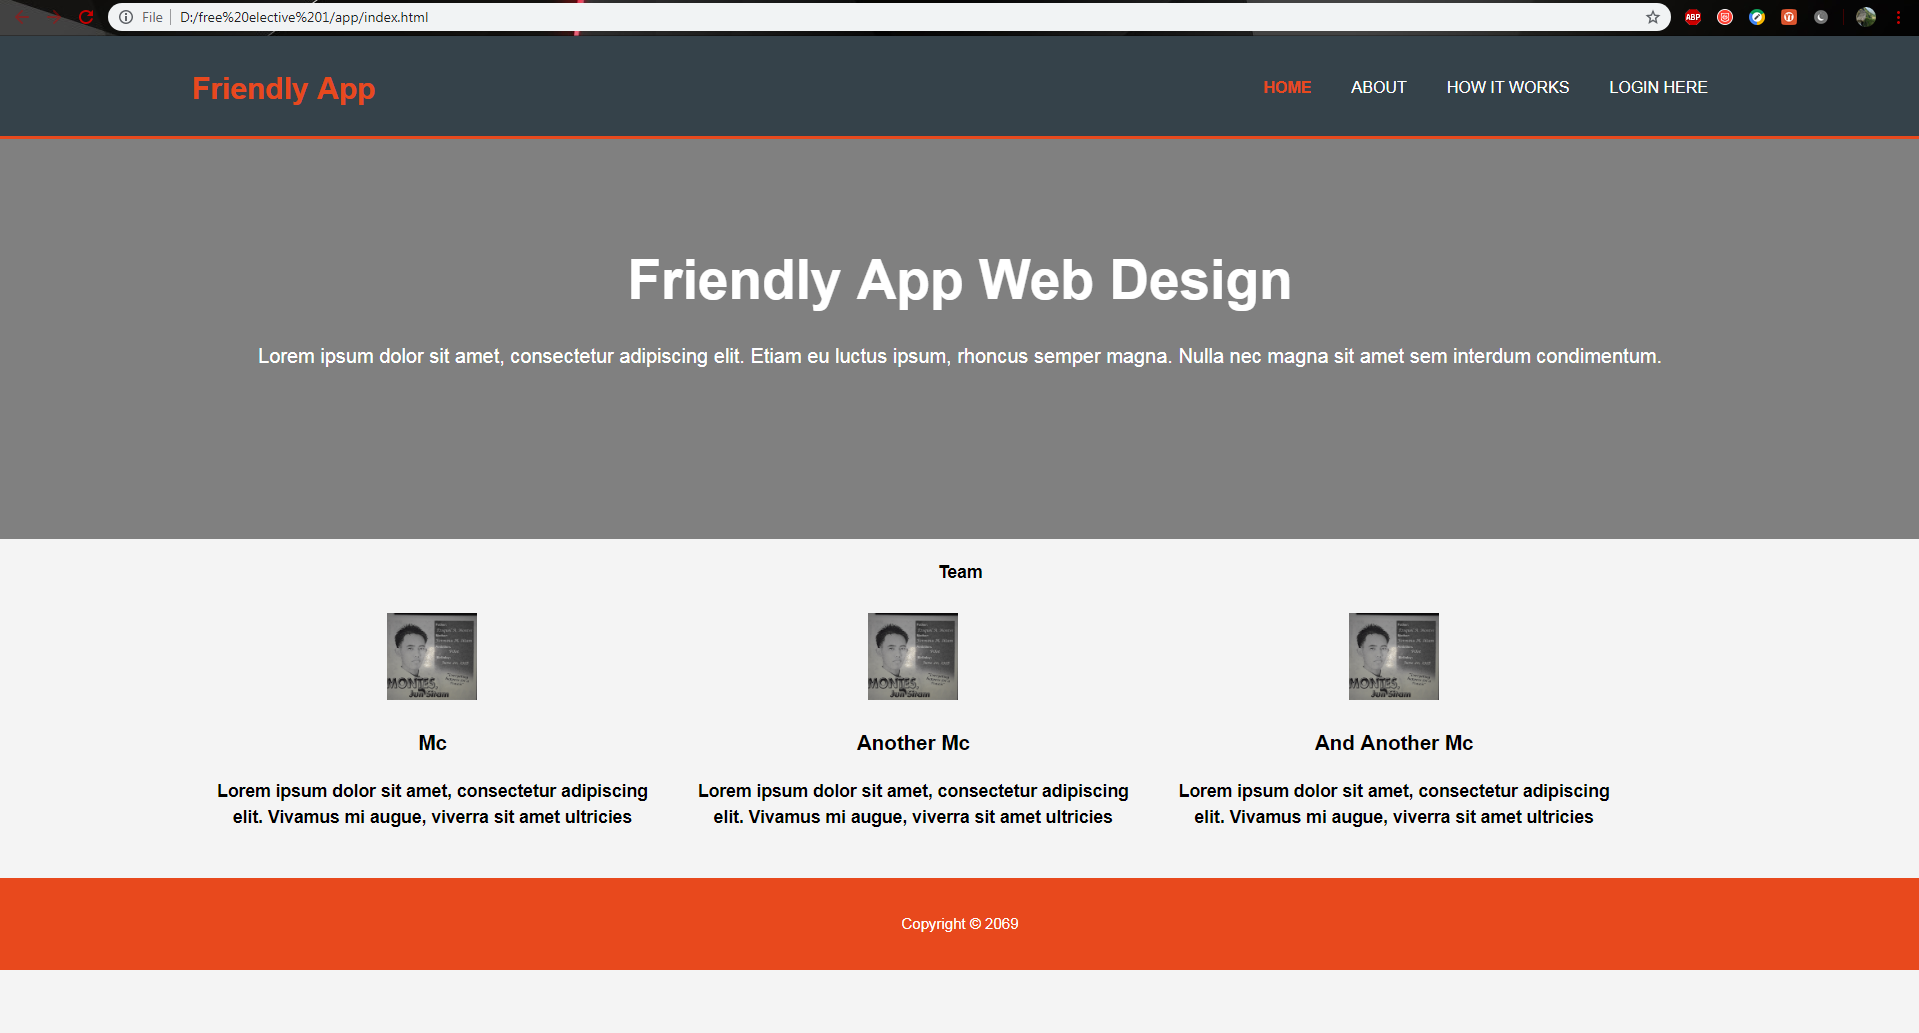 File
D:/free%20elective%201/app/index.html
ABP
Friendly App
HOME
ABOUT
HOW IT WORKS
LOGIN HERE
Friendly App Web Design
Lorem ipsum dolor sit amet, consectetur adipiscing elit. Etiam eu luctus ipsum, rhoncus semper magna. Nulla nec magna sit amet sem interdum condimentum.
Team
MONTES,
Mc
Lorem ipsum dolor sit amet, consectetur adipiscing
elit. Vivamus mi augue, viverra sit amet ultricies
MONTES,
Another Mc
Lorem ipsum dolor sit amet, consectetur adipiscing
elit. Vivamus mi augue, viverra sit amet ultricies
MONTES,
And Another Mc
Lorem ipsum dolor sit amet, consectetur adipiscing
elit. Vivamus mi augue, viverra sit amet ultricies
Copyright © 2069